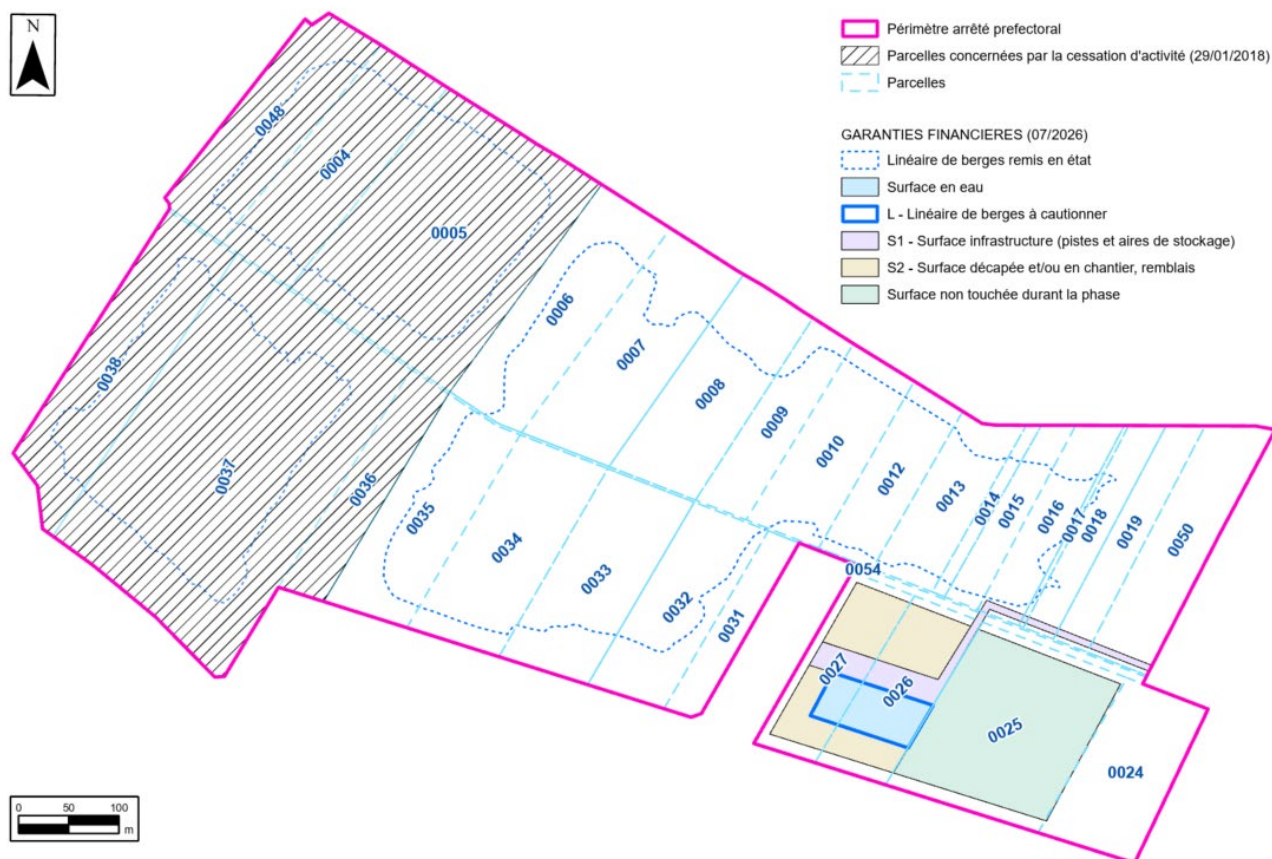 N
Périmètre arrêté prefectoral
Parcelles concernées par la cessation d'activité (29/01/2018)
Parcelles
GARANTIES FINANCIERES (07/2026)
Linéaire de berges remis en état
Surface en eau
L - Linéaire de berges à cautionner
S1 - Surface infrastructure (pistes et aires de stockage)
S2 - Surface décapée et/ou en chantier, remblais
Surface non touchée durant la phase
0048
0004
0005
0006
0007
0008
0009
0010
0012
0013
0014
0015
0016
0017
0018
0019
0050
0038
0037
0036
0035
0034
0033
0032
0031
0054
0027
0026
0025
0024
0 50 100
m